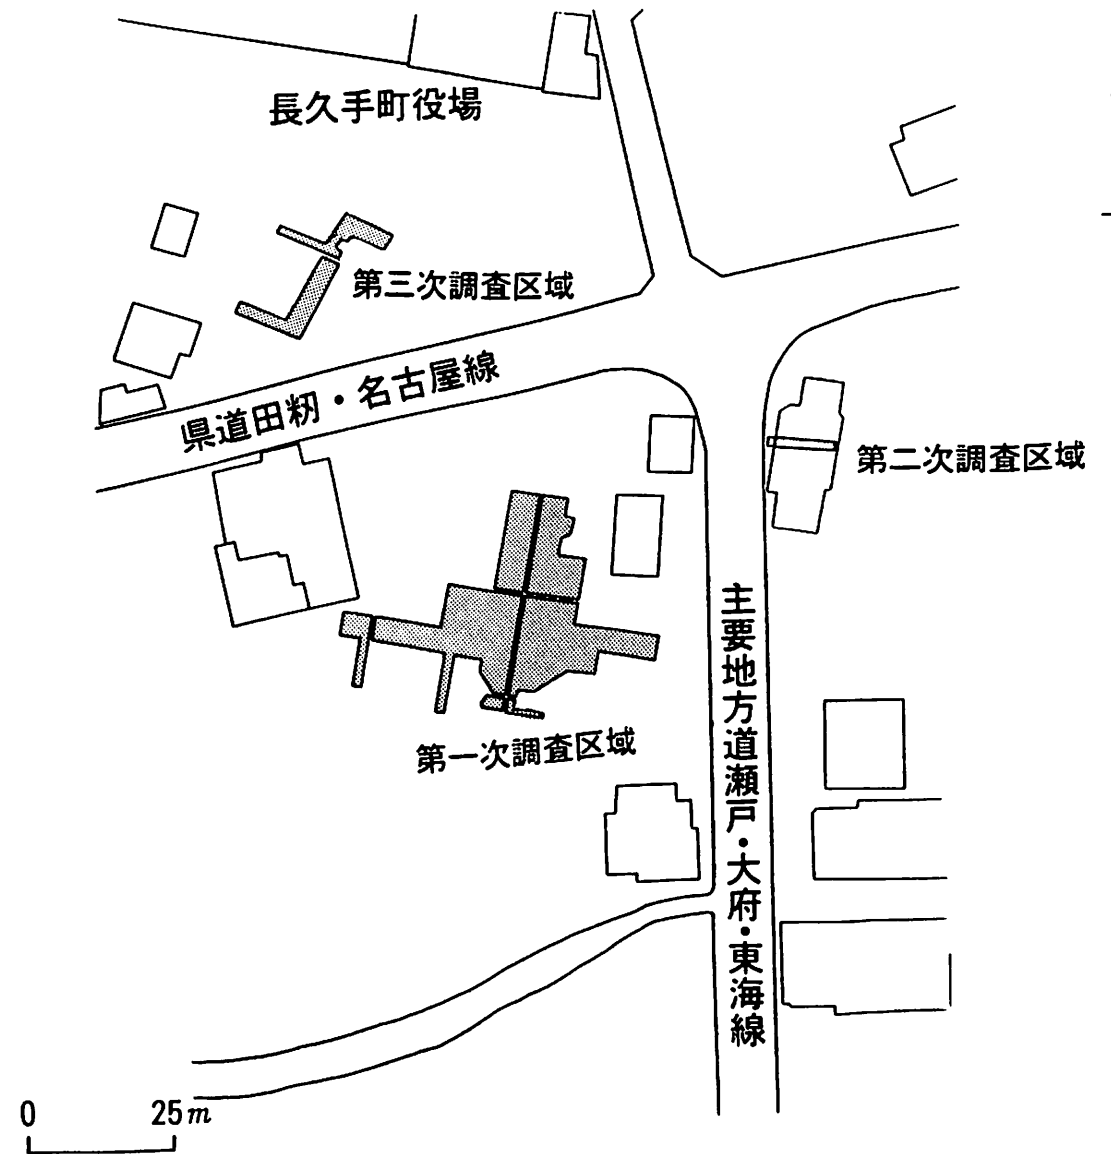 長久手町役場
第三次調査区域
県道田籾・名古屋線
第二次調査区域
主要地方道瀬戸・大府・東海線
第一次調査区域
0 25m